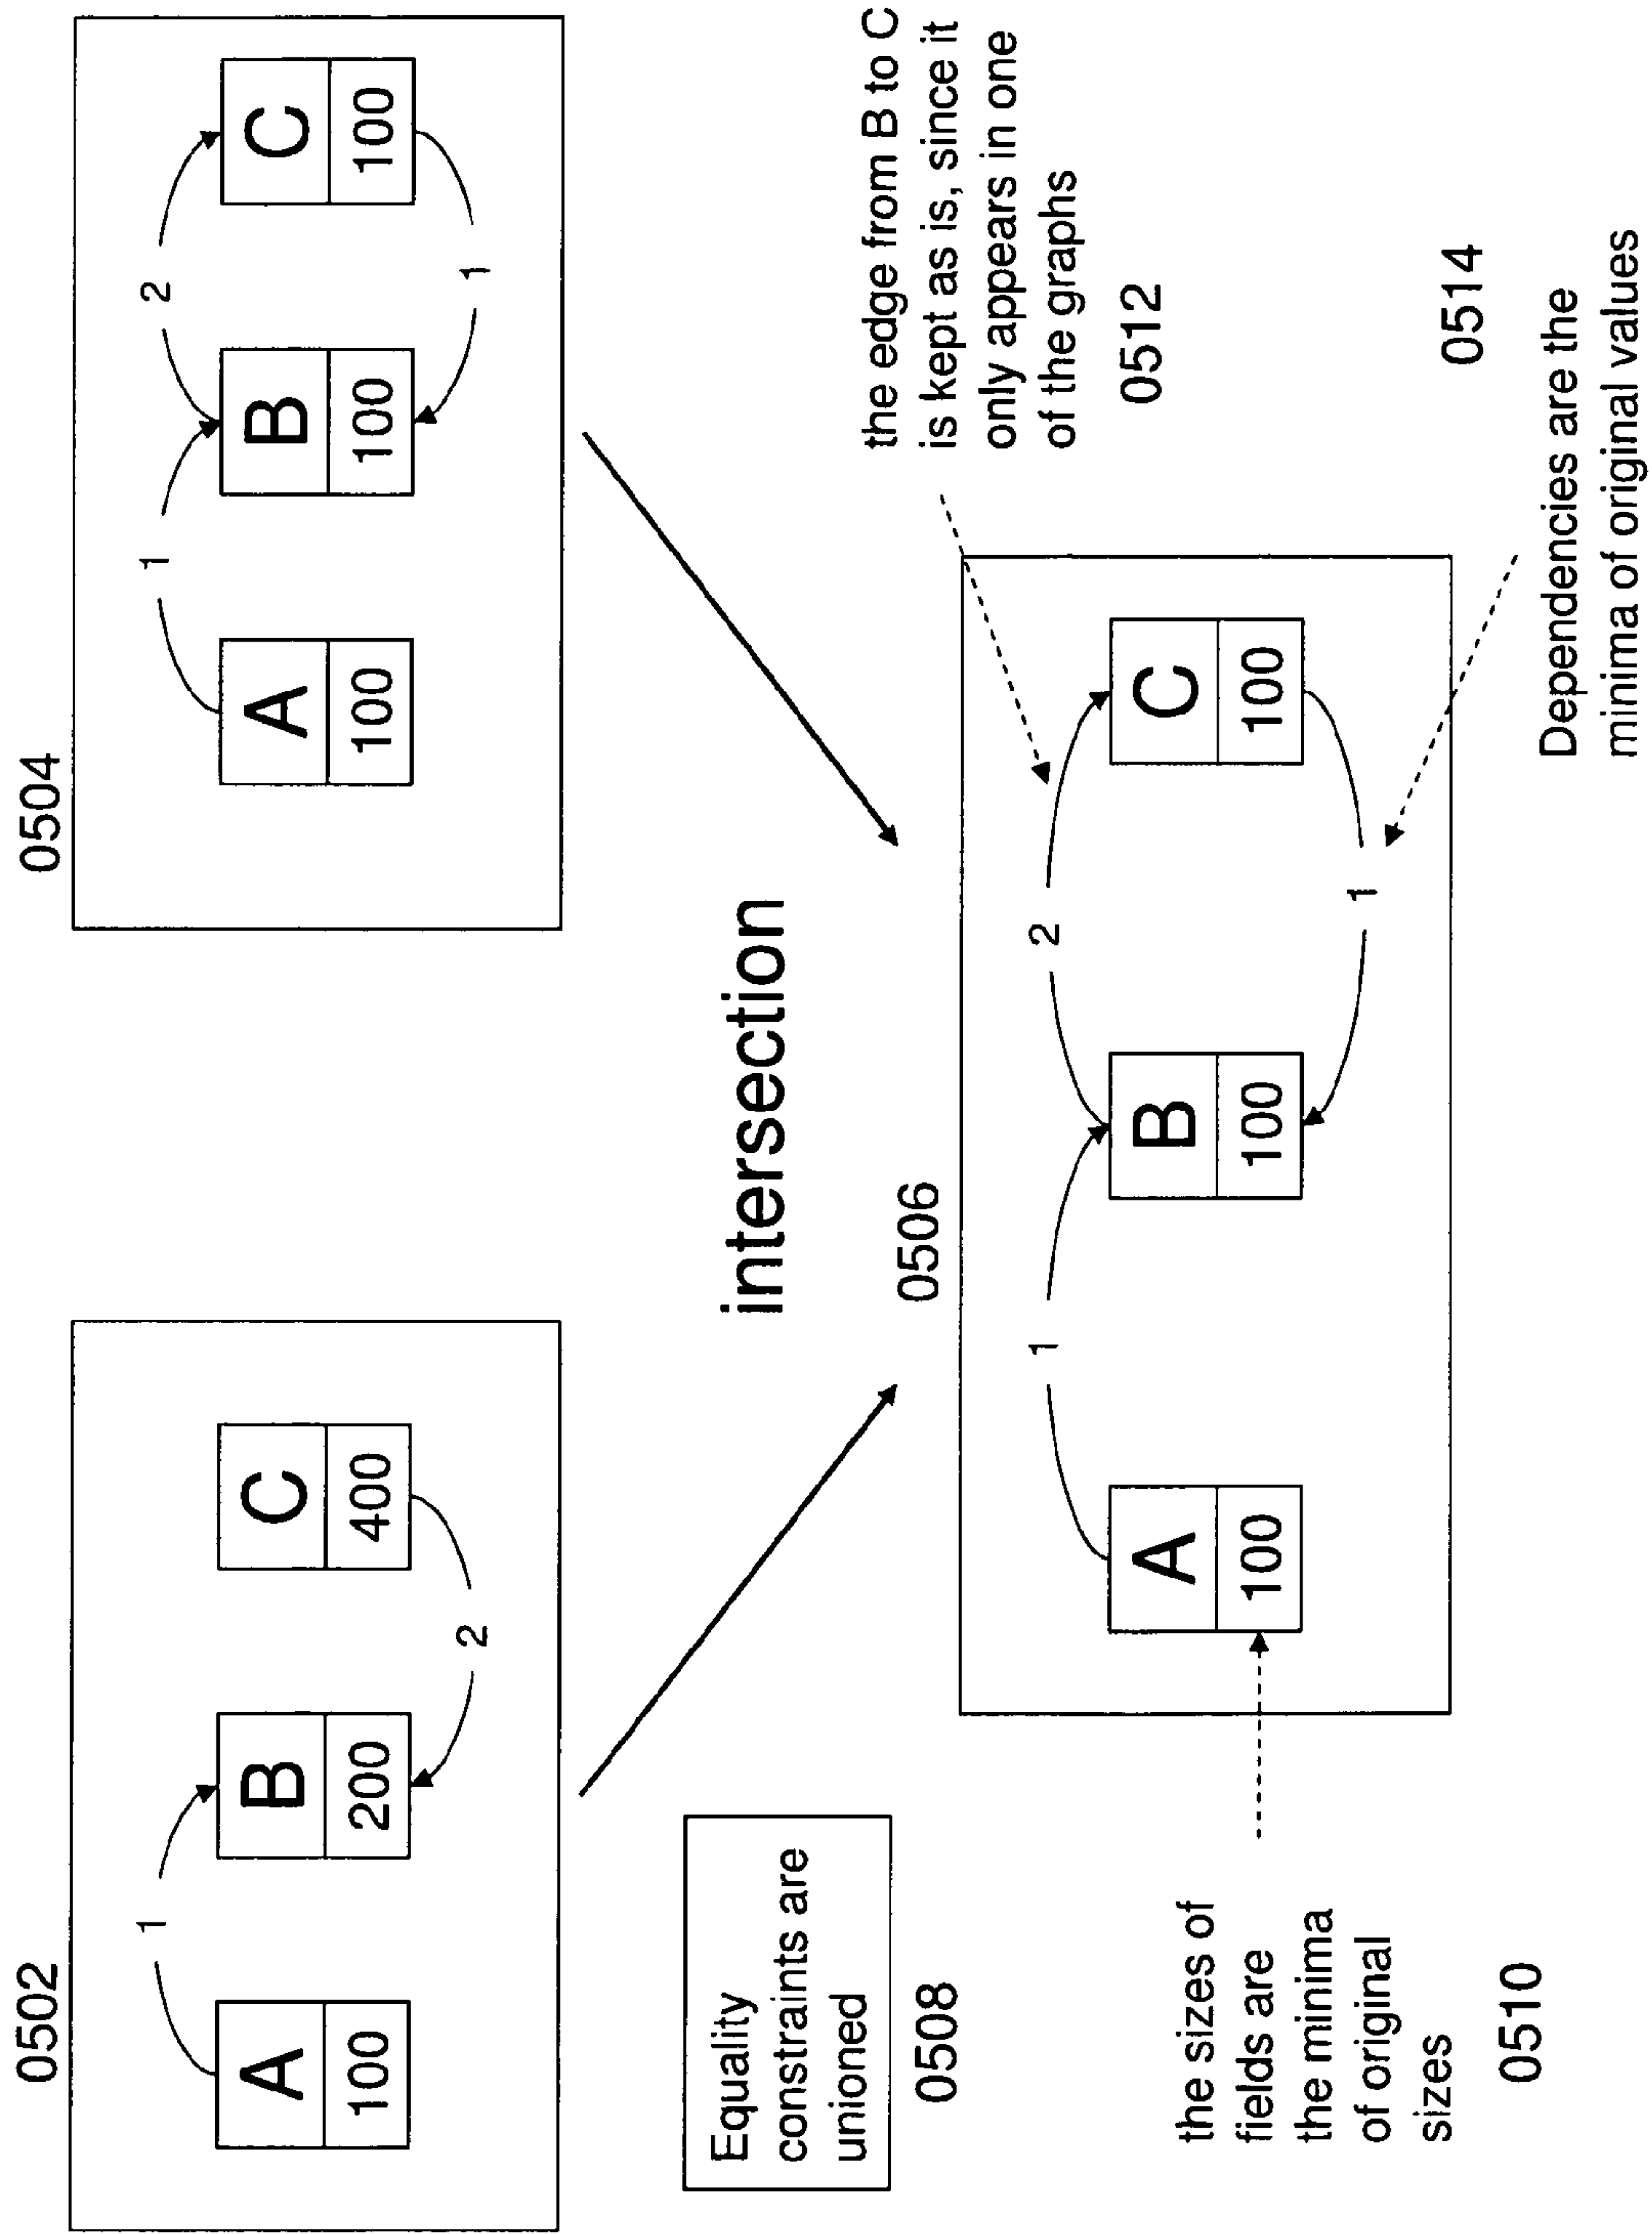 0502
1
A
B
C
100
200
400
2
0504
1
2
A
B
C
100
100
100
1
intersection
Equality
constraints are
unioned
0508
0506
1
2
A
B
C
100
100
100
1
the edge from B to C
is kept as is, since it
only appears in one
of the graphs
0512
the sizes of
fields are
the minima
of original
sizes
0510
0514
Dependencies are the
minima of original values